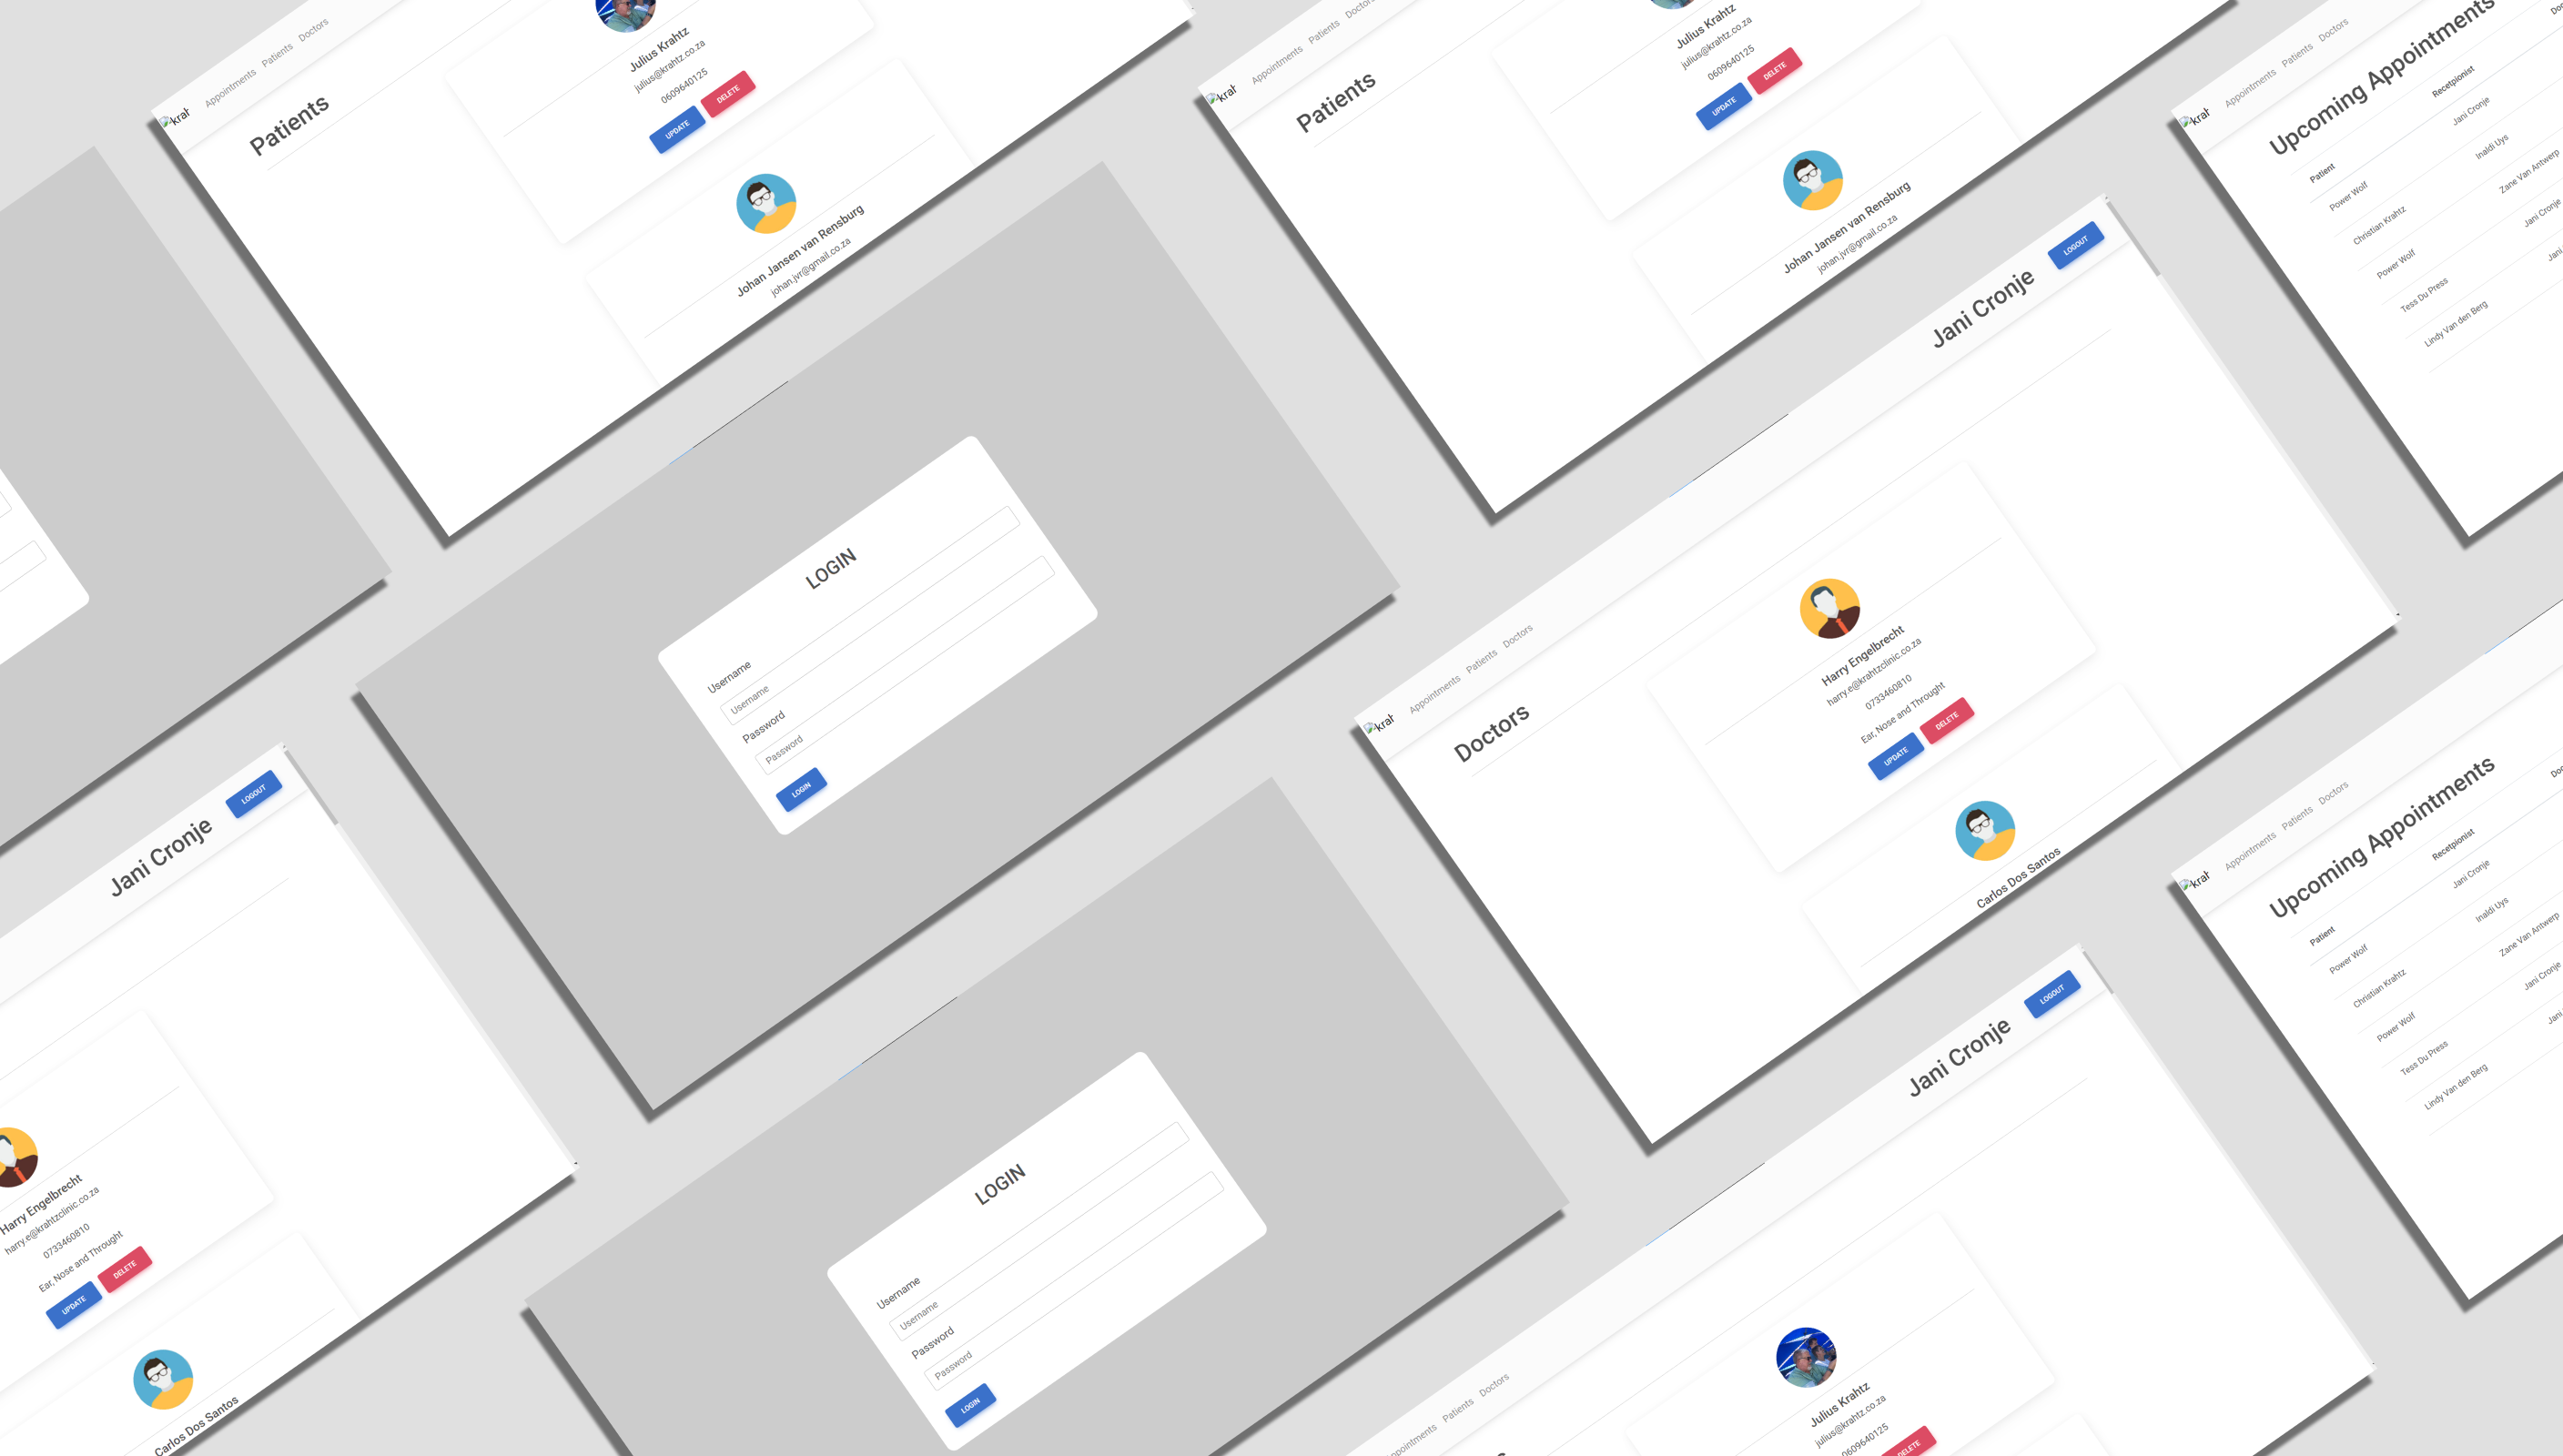 kral
Appointments Patients Doctors
Patients
Julius Krahtz
julius@krahtz.co.za
0609640125
UPDATE DELETE
Johan Jansen van Rensburg
johan.jvr@gmail.co.za
kral
Appointments Patients Doctors
Patients
Julius Krahtz
julius@krahtz.co.za
0609640125
UPDATE DELETE
Johan Jansen van Rensburg
johan.jvr@gmail.co.za
kral
Appointments Patients Doctors
Upcoming Appointments
Patient Recetpionist
Power Wolf Jani Cronje
Christian Krahtz Inaldi Uys
Power Wolf Zane Van Antwerp
Tess Du Press Jani Cronje
Lindy Van den Berg Jani
LOGIN
Username
Username
Password
Password
LOGIN
kral
Appointments Patients Doctors
Jani Cronje
LOGOUT
Doctors
Harry Engelbrecht
harry.e@krahtzclinic.co.za
0733460810
Ear, Nose and Throught
UPDATE DELETE
Carlos Dos Santos
Jani Cronje
LOGOUT
Harry Engelbrecht
harry.e@krahtzclinic.co.za
0733460810
Ear, Nose and Throught
UPDATE DELETE
Carlos Dos Santos
LOGIN
Username
Username
Password
Password
LOGIN
ppointments Patients Doctors
Jani Cronje
LOGOUT
Julius Krahtz
julius@krahtz.co.za
0609640125
DELETE
kral
Appointments Patients Doctors
Upcoming Appointments
Patient Recetpionist
Power Wolf Jani Cronje
Christian Krahtz Inaldi Uys
Power Wolf Zane Van Antwerp
Tess Du Press Jani Cronje
Lindy Van den Berg Jani